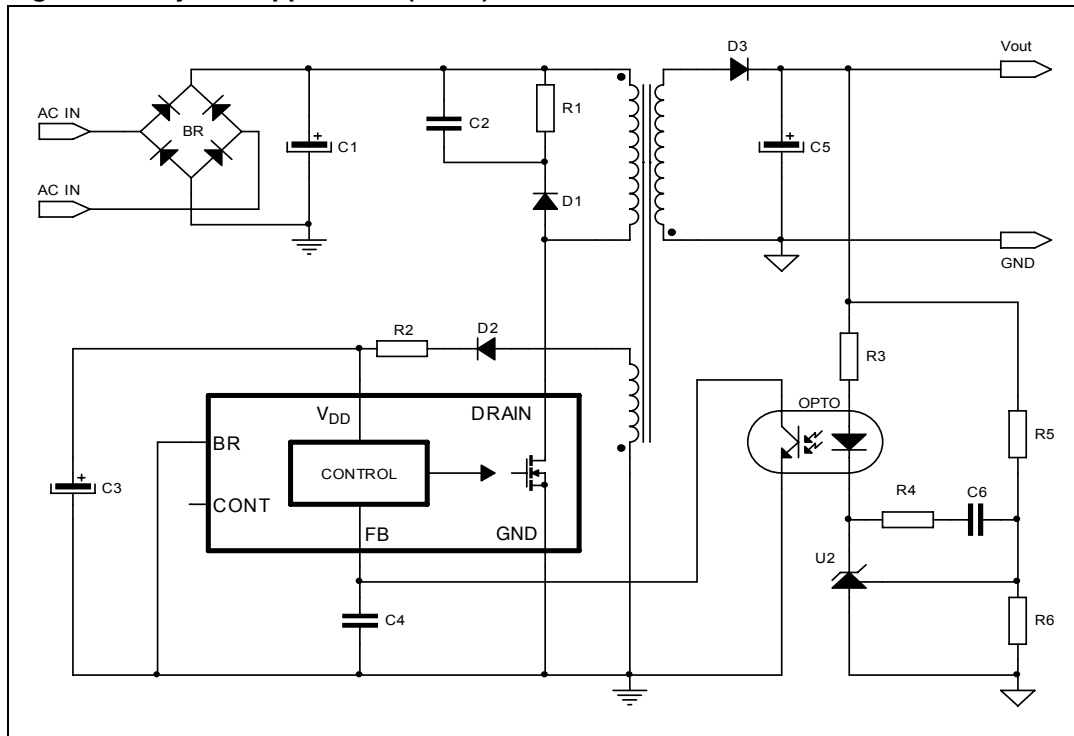 D3
Vout
AC IN
BR
C1
C2
R1
C5
AC IN
D1
GND
R2
D2
R3
OPTO
VDD
DRAIN
BR
R5
CONTROL
C3
R4
C6
CONT
FB
GND
U2
C4
R6